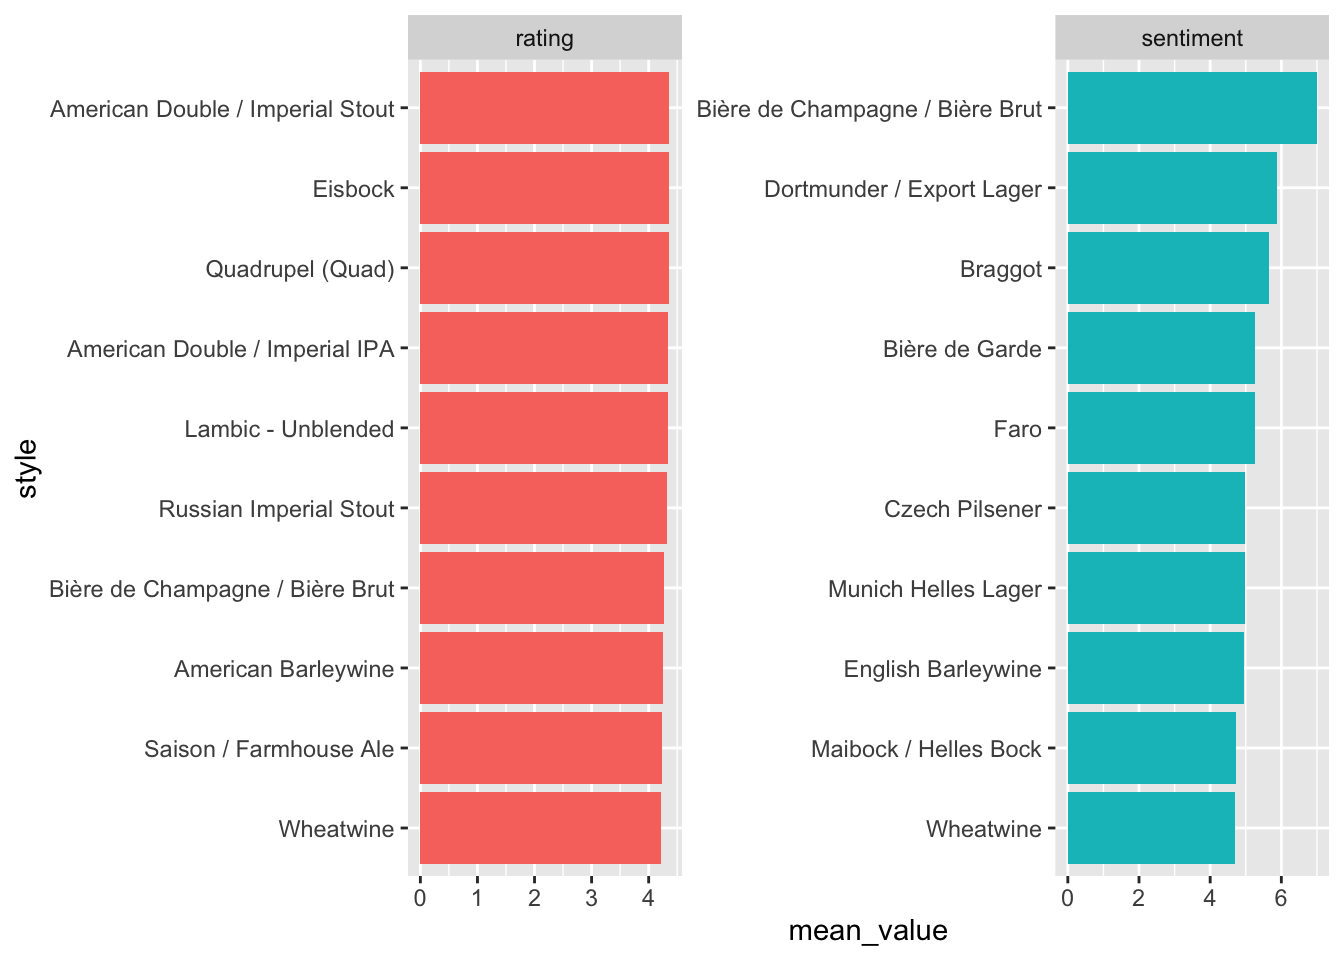 rating
American Double / Imperial Stout
Eisbock
Quadrupel (Quad)
American Double / Imperial IPA
Lambic - Unblended
Russian Imperial Stout
Bière de Champagne / Bière Brut
American Barleywine
Saison / Farmhouse Ale
Wheatwine
0 1 2 3 4
sentiment
Bière de Champagne / Bière Brut
Dortmunder / Export Lager
Braggot
Bière de Garde
Faro
Czech Pilsener
Munich Helles Lager
English Barleywine
Maibock / Helles Bock
Wheatwine
0 2 4 6
style
mean_value